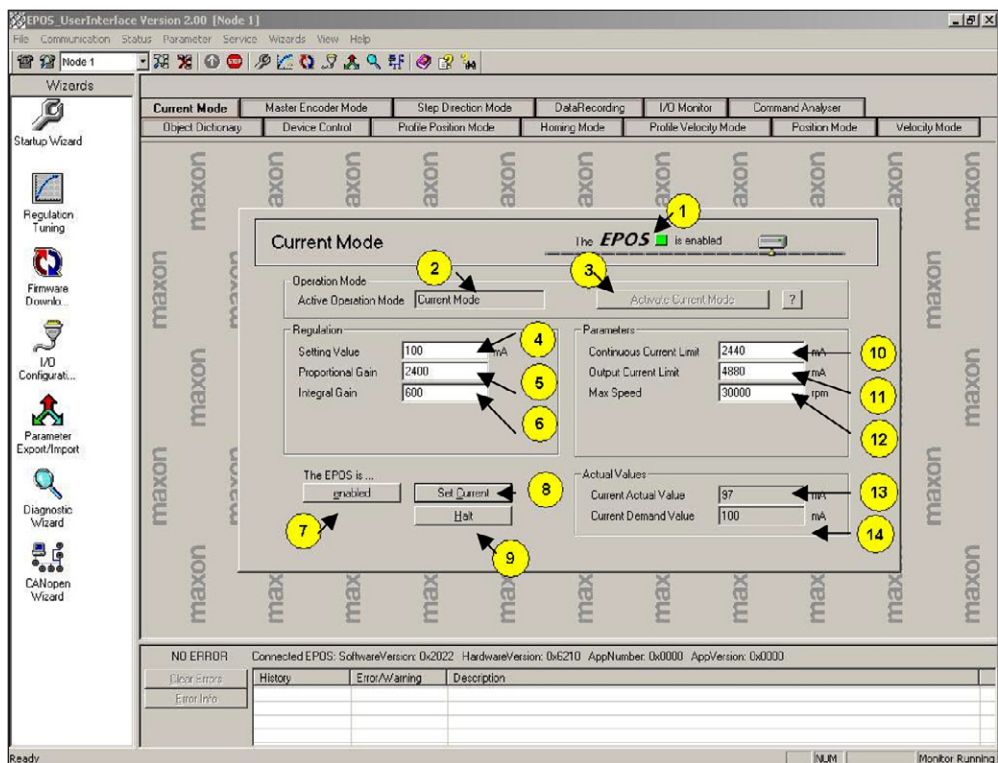 EPOS_UserInterface Version 2.00 [Node 1]
File Communication Status Parameter Service Wizards View Help
Node 1
Wizards
Startup Wizard
Regulation
Tuning
Firmware
Downlo...
I/O
Configurati...
Parameter
Export/Import
Diagnostic
Wizard
CANopen
Wizard
Current Mode Master Encoder Mode Step Direction Mode DataRecording I/O Monitor Command Analyser
Object Dictionary Device Control Profile Position Mode Homing Mode Profile Velocity Mode Position Mode Velocity Mode
maxon
Current Mode
The EPOS is enabled
1
Operation Mode
Active Operation Mode Current Mode
2
Activate Current Mode ?
3
Regulation
Setting Value 100 mA
4
Proportional Gain 2400
5
Integral Gain 600
6
Parameters
Continuous Current Limit 2440 mA
10
Output Current Limit 4880 mA
11
Max Speed 30000 rpm
12
The EPOS is ...
enabled
7
Set Current
8
Halt
9
Actual Values
Current Actual Value 97 mA
13
Current Demand Value 100 mA
14
NO ERROR Connected EPOS: SoftwareVersion: 0x2022 HardwareVersion: 0x6210 AppNumber: 0x0000 AppVersion: 0x0000
Clear Errors
Error Info
History Error/Warning Description
Ready NUM Monitor Running